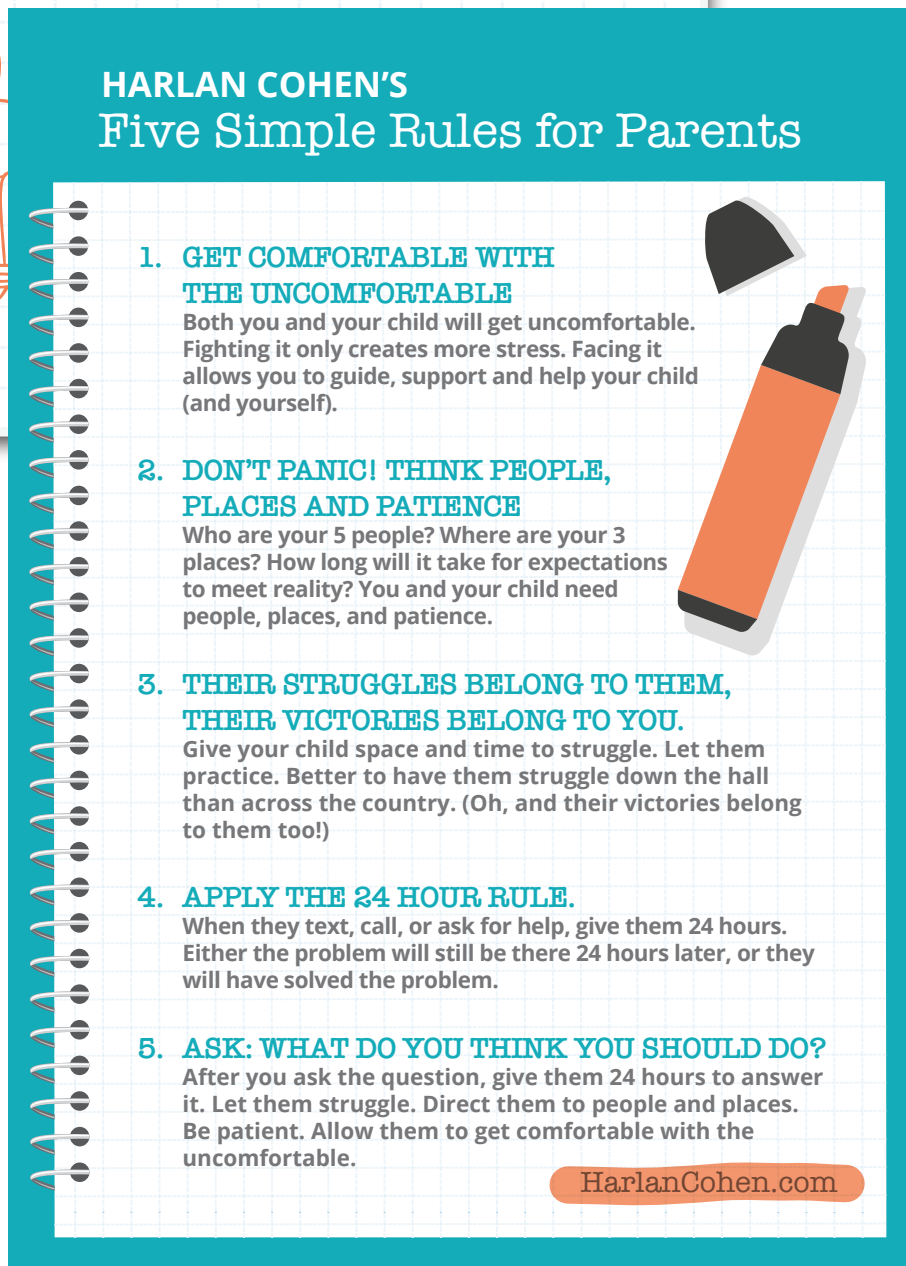 HARLAN COHEN'S
Five Simple Rules for Parents
1. GET COMFORTABLE WITH
THE UNCOMFORTABLE
Both you and your child will get uncomfortable.
Fighting it only creates more stress. Facing it
allows you to guide, support and help your child
(and yourself).
2. DON'T PANIC! THINK PEOPLE,
PLACES AND PATIENCE
Who are your 5 people? Where are your 3
places? How long will it take for expectations
to meet reality? You and your child need
people, places, and patience.
3. THEIR STRUGGLES BELONG TO THEM,
THEIR VICTORIES BELONG TO YOU.
Give your child space and time to struggle. Let them
practice. Better to have them struggle down the hall
than across the country. (Oh, and their victories belong
to them too!)
4. APPLY THE 24 HOUR RULE.
When they text, call, or ask for help, give them 24 hours.
Either the problem will still be there 24 hours later, or they
will have solved the problem.
5. ASK: WHAT DO YOU THINK YOU SHOULD DO?
After you ask the question, give them 24 hours to answer
it. Let them struggle. Direct them to people and places.
Be patient. Allow them to get comfortable with the
uncomfortable.
HarlanCohen.com